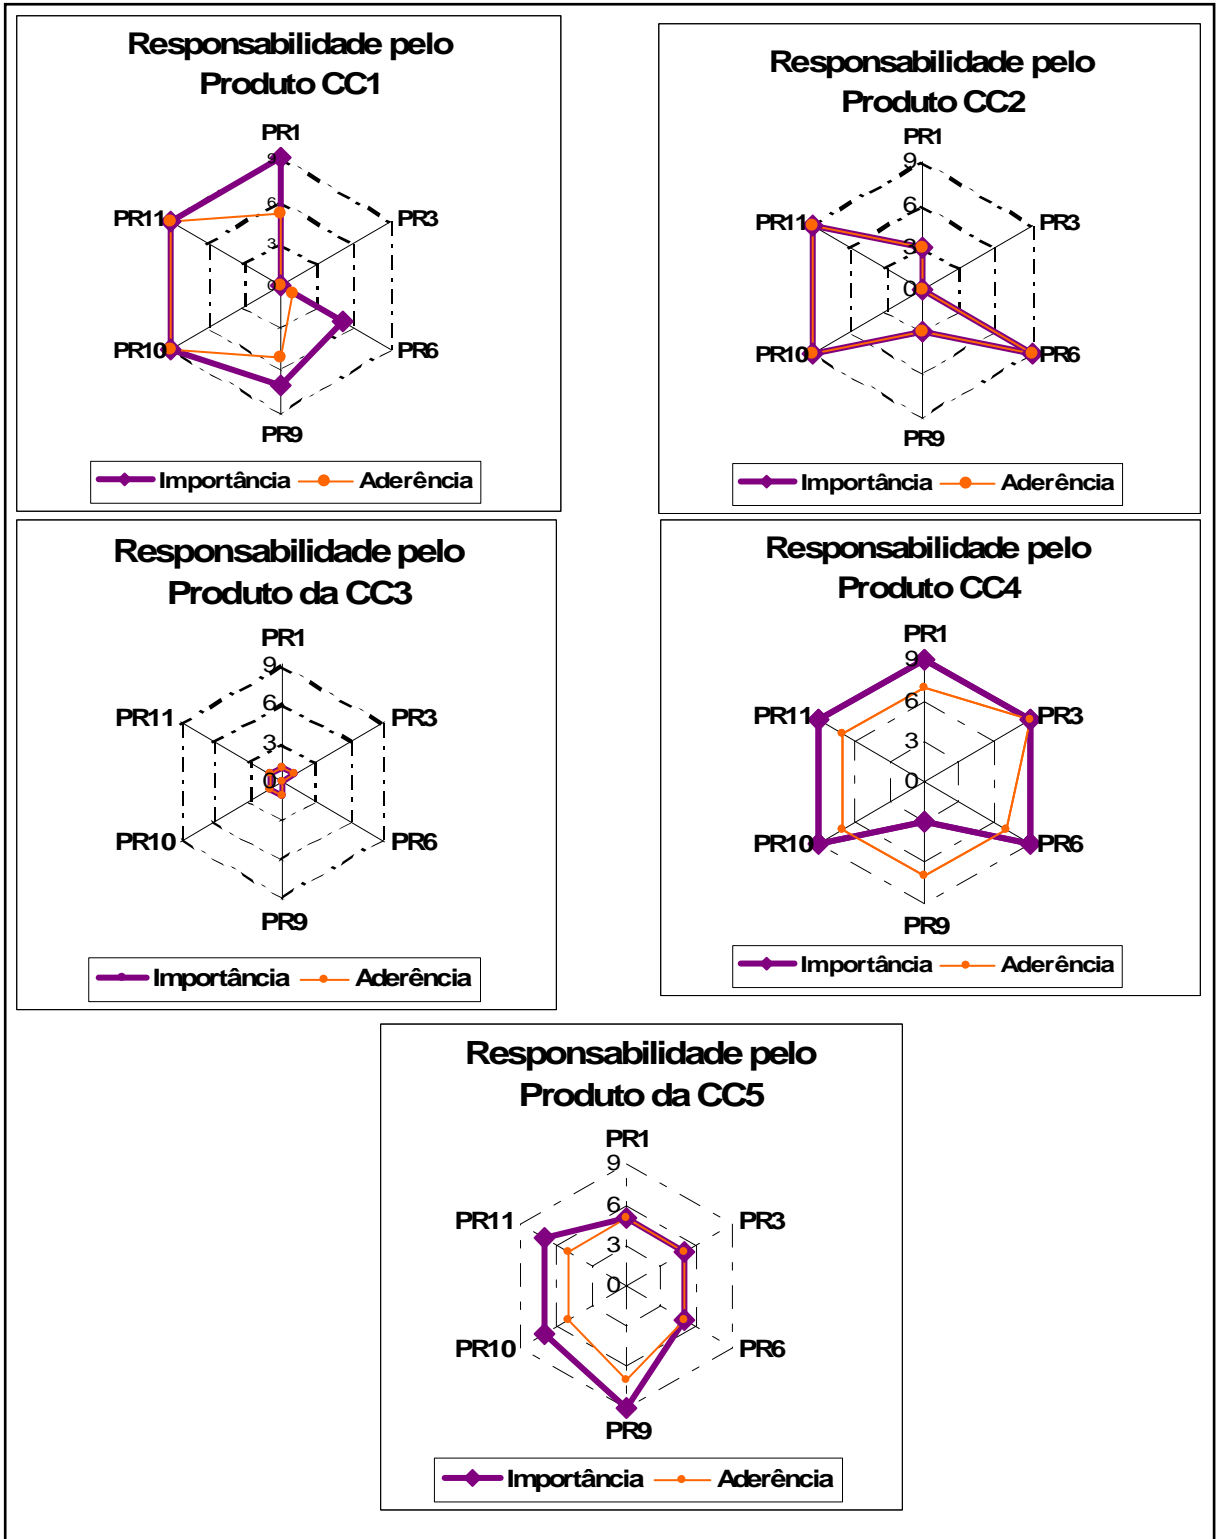 Responsabilidade pelo
Produto CC1
PR1
9
6
3
0
PR11
PR3
PR10
PR6
PR9
Importância
Aderência
Responsabilidade pelo
Produto CC2
PR1
9
6
3
0
PR11
PR3
PR10
PR6
PR9
Importância
Aderência
Responsabilidade pelo
Produto da CC3
PR1
9
6
3
0
PR11
PR3
PR10
PR6
PR9
Importância
Aderência
Responsabilidade pelo
Produto CC4
PR1
9
6
3
0
PR11
PR3
PR10
PR6
PR9
Importância
Aderência
Responsabilidade pelo
Produto da CC5
PR1
9
6
3
0
PR11
PR3
PR10
PR6
PR9
Importância
Aderência